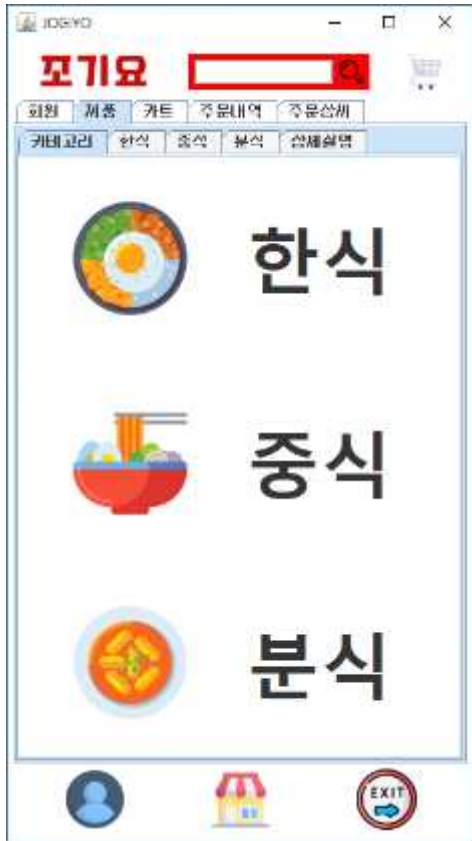 JOGIYO
꼬기요
회원 제품 카트 주문내역 주문상세
카테고리 한식 중식 분식 상세설명
한식
중식
분식
EXIT